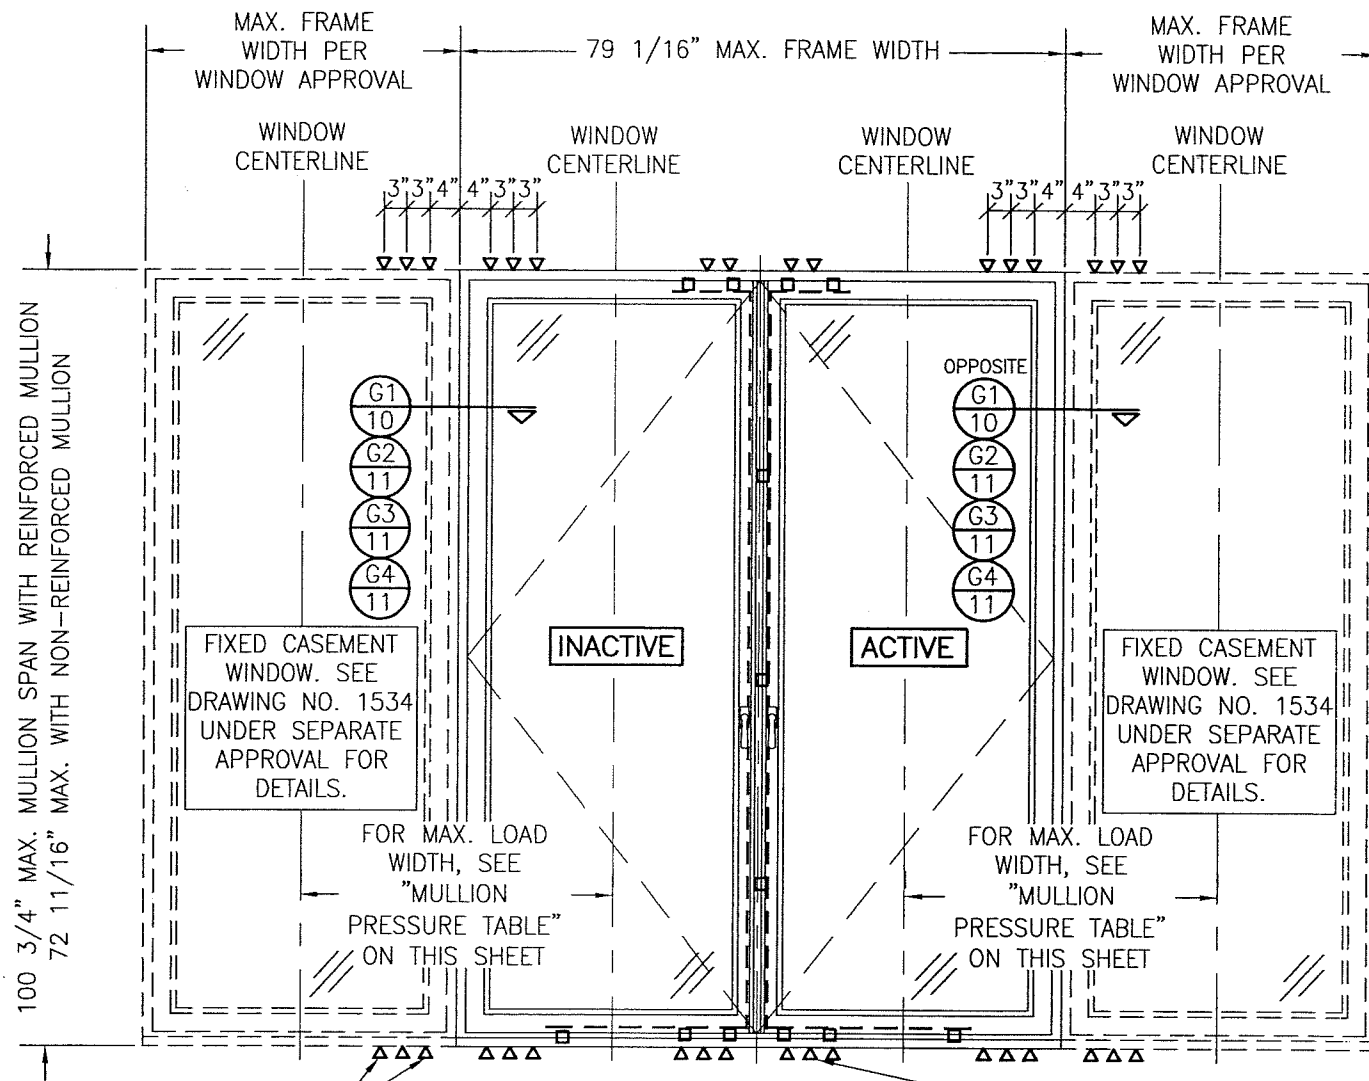 MAX. FRAME
WIDTH PER
WINDOW APPROVAL
79 1/16" MAX. FRAME WIDTH
MAX. FRAME
WIDTH PER
WINDOW APPROVAL
WINDOW
CENTERLINE
WINDOW
CENTERLINE
WINDOW
CENTERLINE
WINDOW
CENTERLINE
3" 3" 4" 4" 3" 3"
3" 3" 4" 4" 3" 3"
100 3/4" MAX. MULLION SPAN WITH REINFORCED MULLION
72 11/16" MAX. WITH NON-REINFORCED MULLION
G1
10
G2
11
G3
11
G4
11
OPPOSITE
G1
10
G2
11
G3
11
G4
11
FIXED CASEMENT
WINDOW. SEE
DRAWING NO. 1534
UNDER SEPARATE
APPROVAL FOR
DETAILS.
INACTIVE
ACTIVE
FIXED CASEMENT
WINDOW. SEE
DRAWING NO. 1534
UNDER SEPARATE
APPROVAL FOR
DETAILS.
FOR MAX. LOAD
WIDTH, SEE
"MULLION
PRESSURE TABLE"
ON THIS SHEET
FOR MAX. LOAD
WIDTH, SEE
"MULLION
PRESSURE TABLE"
ON THIS SHEET